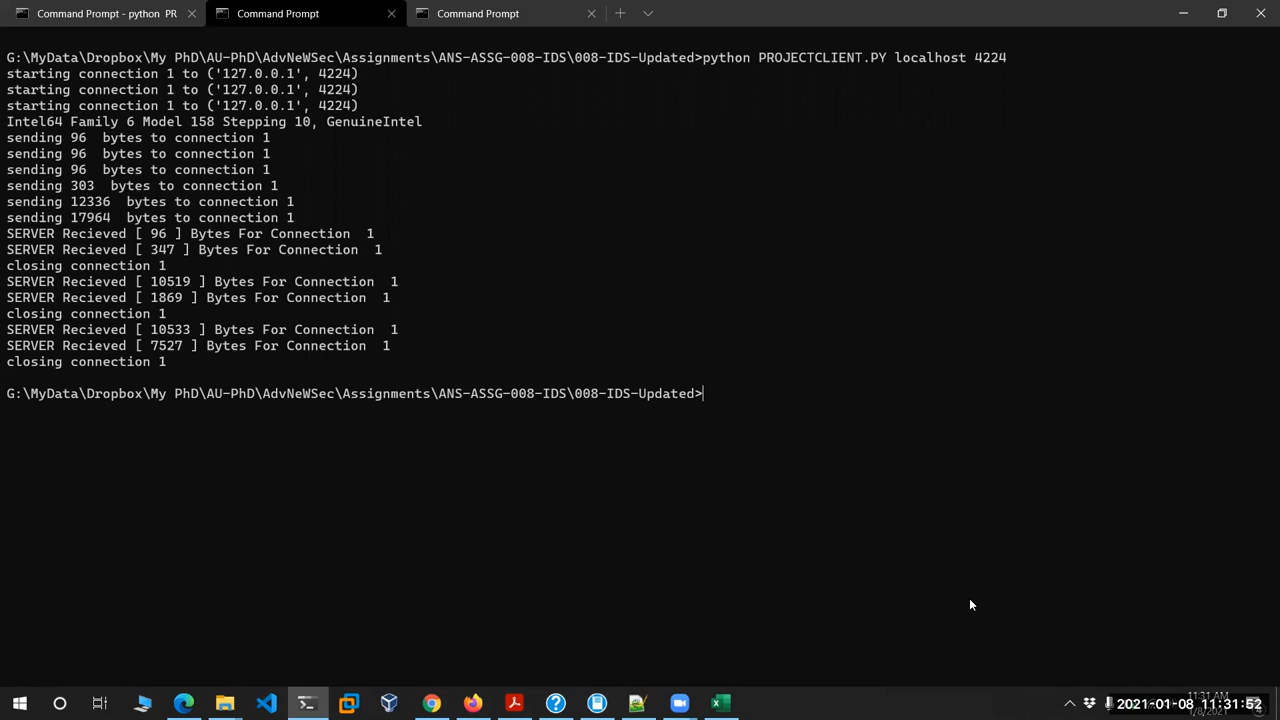 Command Prompt - python PR
Command Prompt
Command Prompt
G:\MyData\Dropbox\My PhD\AU-PhD\AdvNeWSec\Assignments\ANS-ASSG-008-IDS\008-IDS-Updated>python PROJECTCLIENT.PY localhost 4224
starting connection 1 to ('127.0.0.1', 4224)
starting connection 1 to ('127.0.0.1', 4224)
starting connection 1 to ('127.0.0.1', 4224)
Intel64 Family 6 Model 158 Stepping 10, GenuineIntel
sending 96  bytes to connection 1
sending 96  bytes to connection 1
sending 96  bytes to connection 1
sending 303  bytes to connection 1
sending 12336  bytes to connection 1
sending 17964  bytes to connection 1
SERVER Recieved [ 96 ] Bytes For Connection  1
SERVER Recieved [ 347 ] Bytes For Connection  1
closing connection 1
SERVER Recieved [ 10519 ] Bytes For Connection  1
SERVER Recieved [ 1869 ] Bytes For Connection  1
closing connection 1
SERVER Recieved [ 10533 ] Bytes For Connection  1
SERVER Recieved [ 7527 ] Bytes For Connection  1
closing connection 1
G:\MyData\Dropbox\My PhD\AU-PhD\AdvNeWSec\Assignments\ANS-ASSG-008-IDS\008-IDS-Updated>
11:31 AM
2021-01-08 11:31:52
1/8/2021